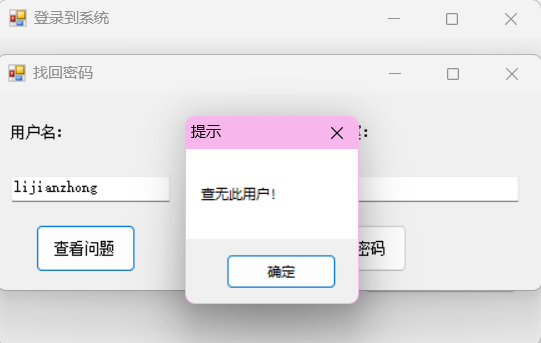 登录到系统
找回密码
用户名：
提示
lijianzhong
查无此用户！
查看问题
密码
确定